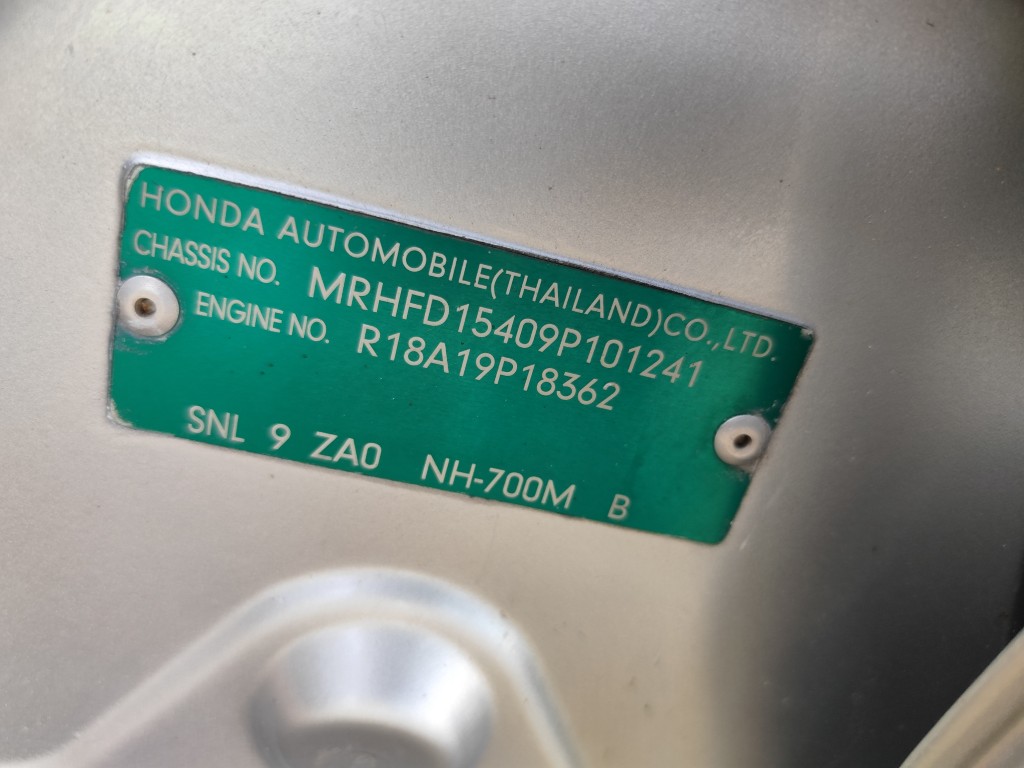 HONDA AUTOMOBILE(THAILAND)CO.,LTD.
CHASSIS NO. MRHFD15409P101241
ENGINE NO. R18A19P18362
SNL 9 ZA0 NH-700M B